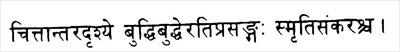 चित्तान्तरदृश्ये बुद्धिबुद्धेरतिप्रसङ्गः स्मृतिसंकरश्च ।